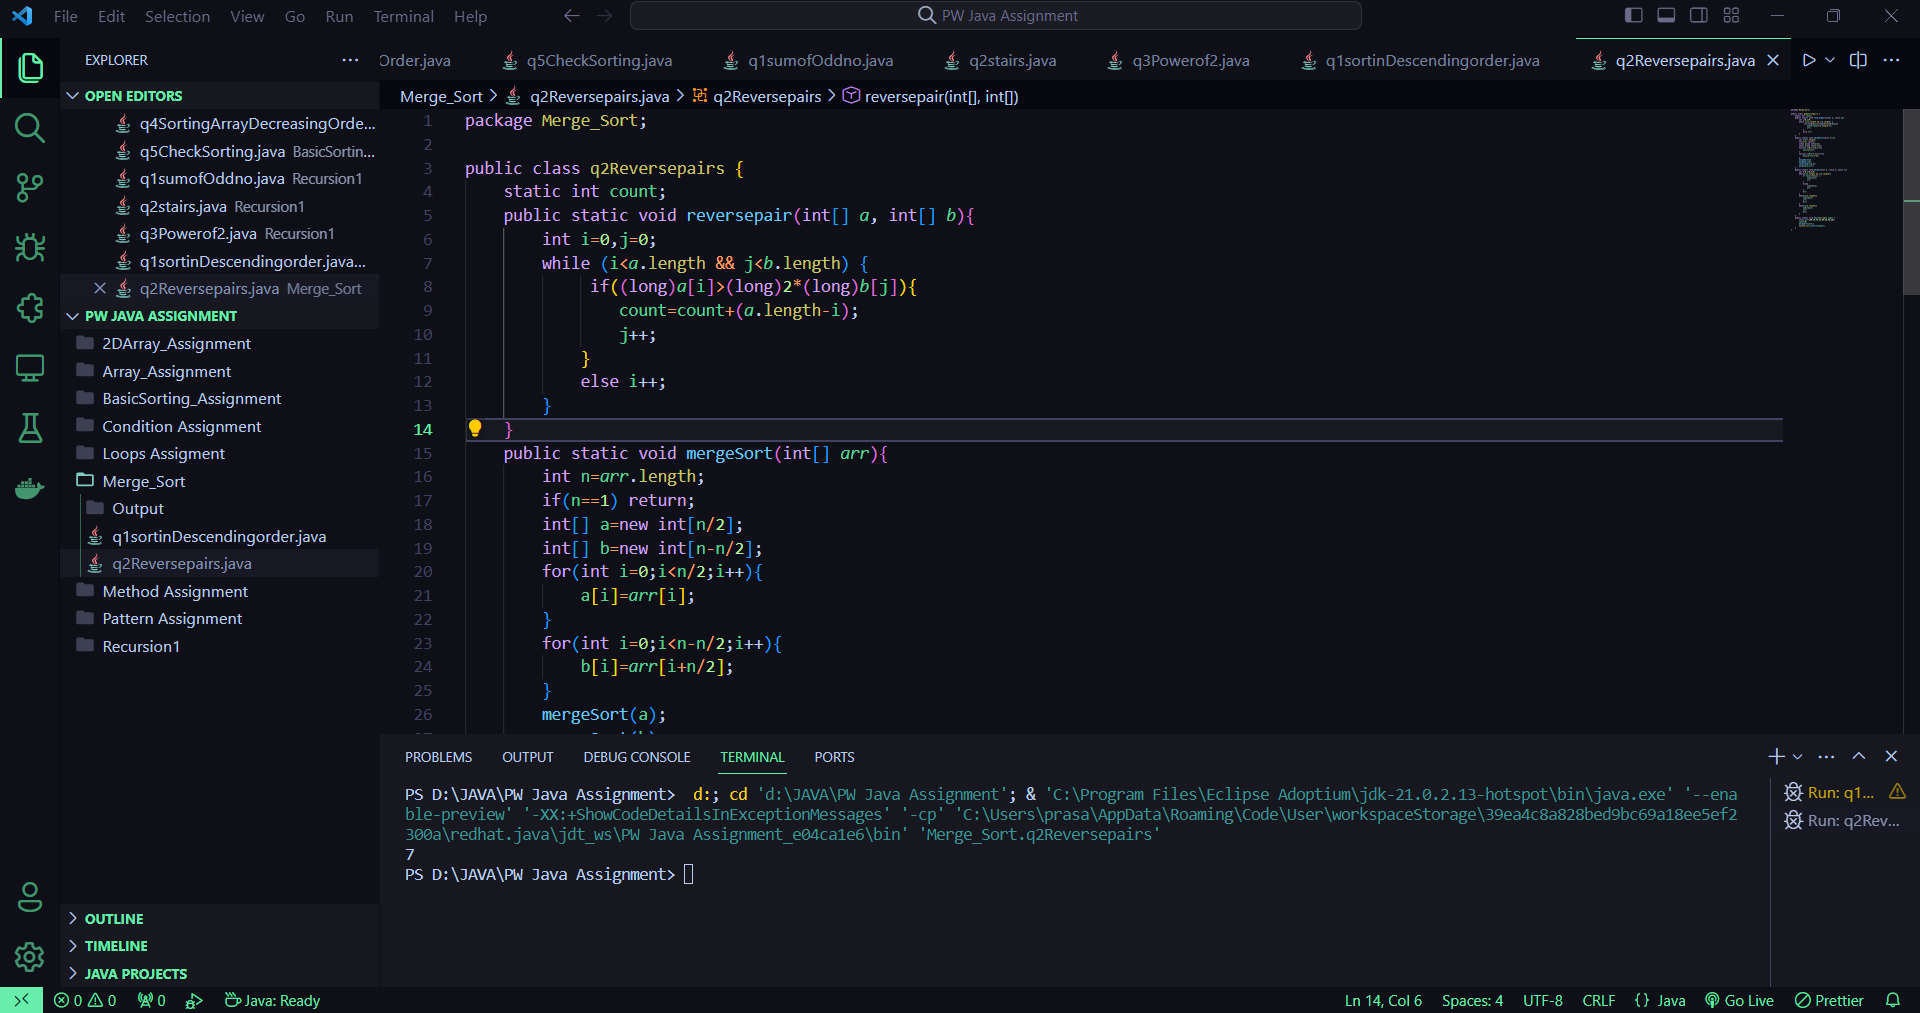 File Edit Selection View Go Run Terminal Help
PW Java Assignment
EXPLORER
OPEN EDITORS
q4SortingArrayDecreasingOrde...
q5CheckSorting.java BasicSortin...
q1sumofOddno.java Recursion1
q2stairs.java Recursion1
q3Powerof2.java Recursion1
q1sortinDescendingorder.java...
q2Reversepairs.java Merge_Sort
PW JAVA ASSIGNMENT
2DArray_Assignment
Array_Assignment
BasicSorting_Assignment
Condition Assignment
Loops Assigment
Merge_Sort
Output
q1sortinDescendingorder.java
q2Reversepairs.java
Method Assignment
Pattern Assignment
Recursion1
OUTLINE
TIMELINE
JAVA PROJECTS
Order.java q5CheckSorting.java q1sumofOddno.java q2stairs.java q3Powerof2.java q1sortinDescendingorder.java q2Reversepairs.java
Merge_Sort > q2Reversepairs.java > q2Reversepairs > reversepair(int[], int[])
1 package Merge_Sort;
2
3 public class q2Reversepairs {
4 static int count;
5 public static void reversepair(int[] a, int[] b){
6 int i=0,j=0;
7 while (i<a.length && j<b.length) {
8 if((long)a[i]>(long)2*(long)b[j]){
9 count=count+(a.length-i);
10 j++;
11 }
12 else i++;
13 }
14 }
15 public static void mergeSort(int[] arr){
16 int n=arr.length;
17 if(n==1) return;
18 int[] a=new int[n/2];
19 int[] b=new int[n-n/2];
20 for(int i=0;i<n/2;i++){
21 a[i]=arr[i];
22 }
23 for(int i=0;i<n-n/2;i++){
24 b[i]=arr[i+n/2];
25 }
26 mergeSort(a);
PROBLEMS OUTPUT DEBUG CONSOLE TERMINAL PORTS
PS D:\JAVA\PW Java Assignment> d:; cd 'd:\JAVA\PW Java Assignment'; & 'C:\Program Files\Eclipse Adoptium\jdk-21.0.2.13-hotspot\bin\java.exe' '--ena
ble-preview' '-XX:+ShowCodeDetailsInExceptionMessages' '-cp' 'C:\Users\prasa\AppData\Roaming\Code\User\workspaceStorage\39ea4c8a828bed9bc69a18ee5ef2
300a\redhat.java\jdt_ws\PW Java Assignment_e04ca1e6\bin' 'Merge_Sort.q2Reversepairs'
7
PS D:\JAVA\PW Java Assignment>
Run: q1...
Run: q2Rev...
0 0 0 Java: Ready
Ln 14, Col 6 Spaces: 4 UTF-8 CRLF {} Java Go Live Prettier